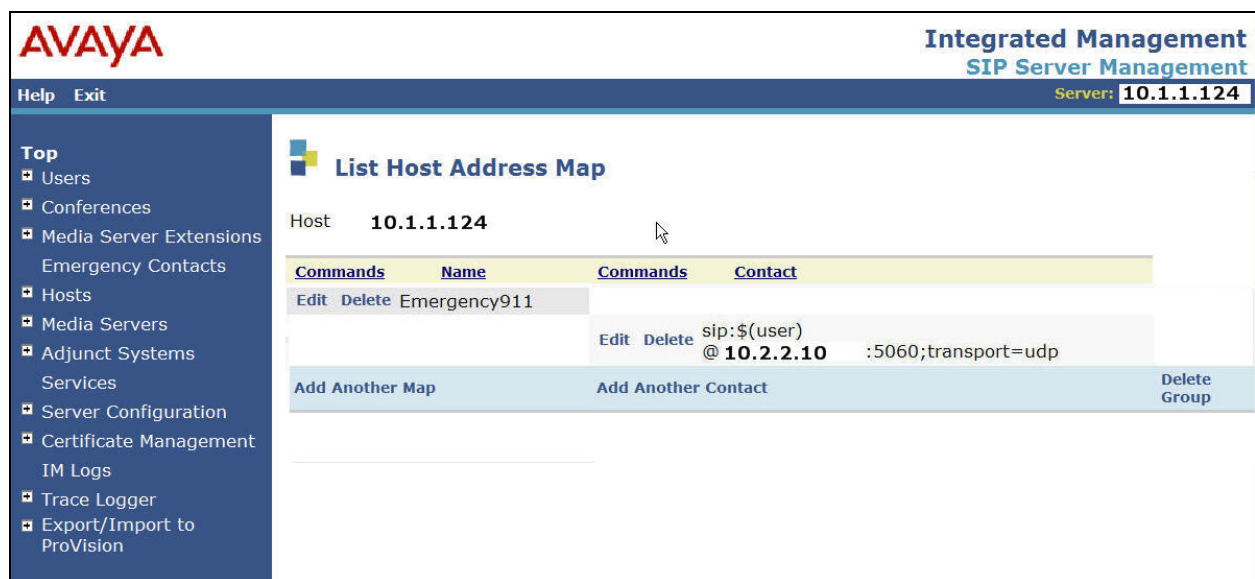 AVAYA
Integrated Management
SIP Server Management
Help Exit
Server: 10.1.1.124
Top
Users
Conferences
Media Server Extensions
Emergency Contacts
Hosts
Media Servers
Adjunct Systems
Services
Server Configuration
Certificate Management
IM Logs
Trace Logger
Export/Import to
ProVision
List Host Address Map
Host 10.1.1.124
Commands Name Commands Contact
Edit Delete Emergency911
Edit Delete sip:$(user)
@ 10.2.2.10 :5060;transport=udp
Add Another Map Add Another Contact Delete
Group